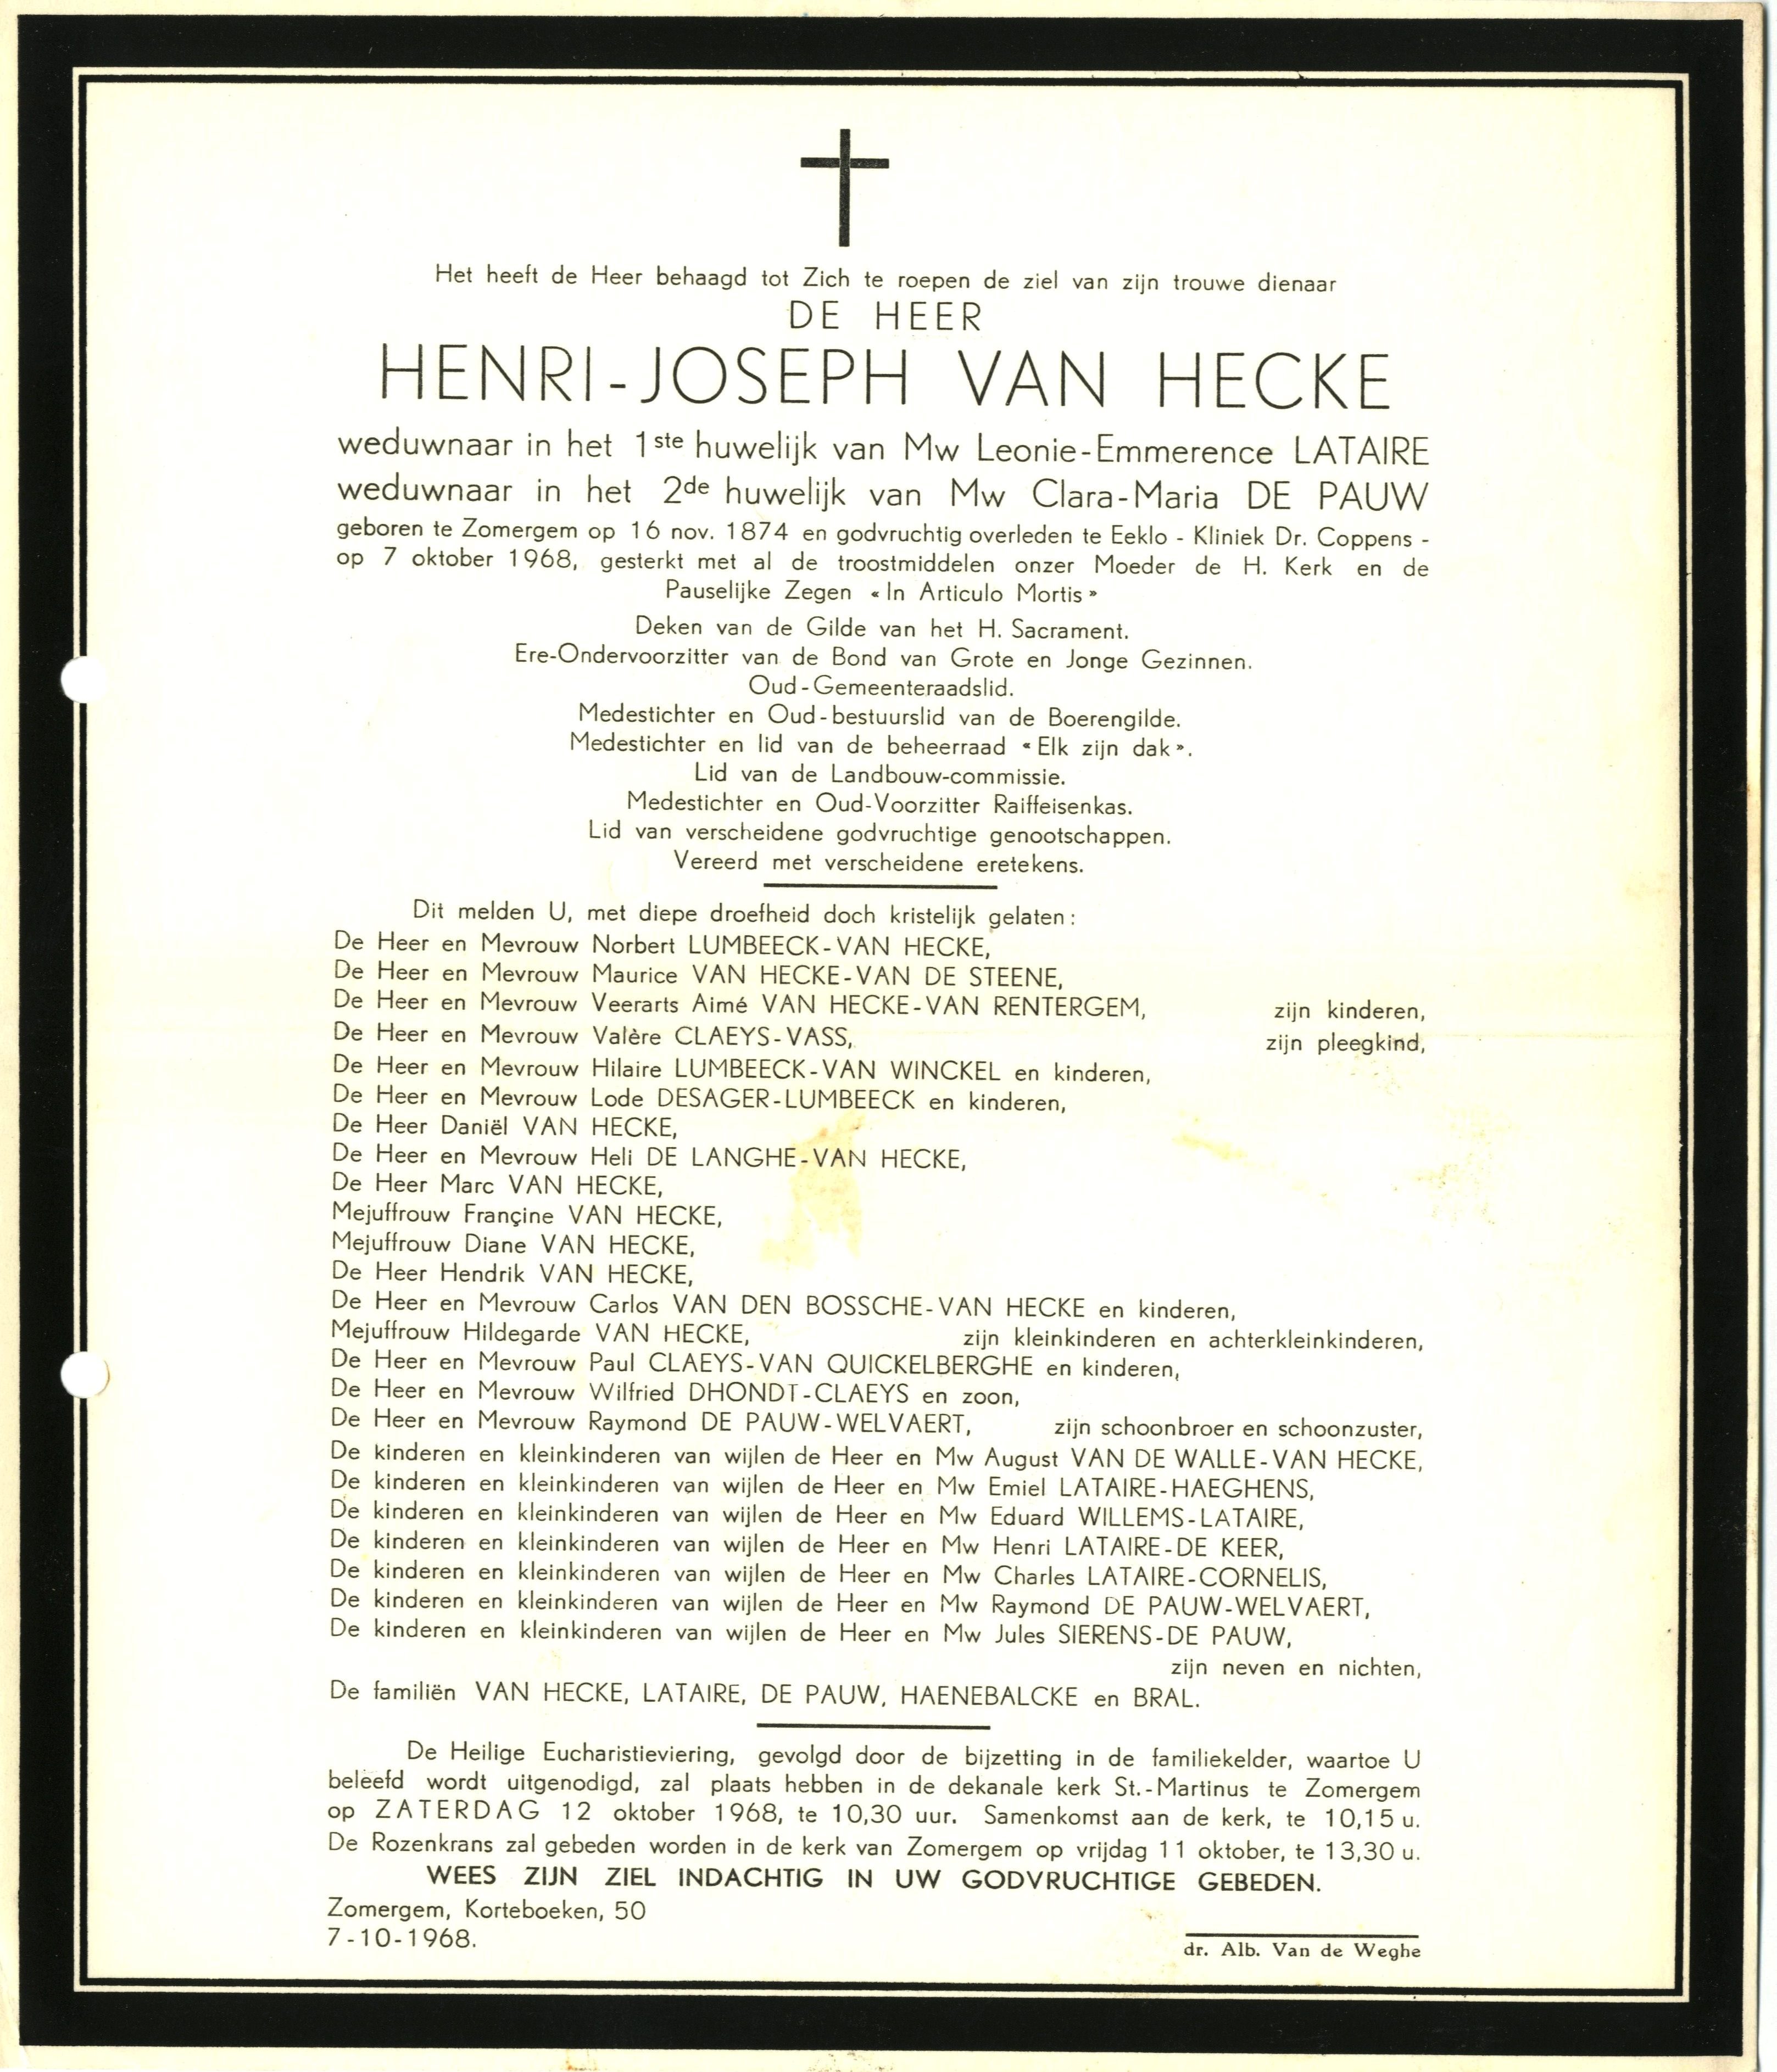 Het heeft de Heer behaagd tot Zich te roepen de ziel van zijn trouwe dienaar
DE HEER
HENRI-JOSEPH VAN HECKE
weduwnaar in het 1ste huwelijk van Mw Leonie-Emmerence LATAIRE
weduwnaar in het 2de huwelijk van Mw Clara-Maria DE PAUW
geboren te Zomergem op 16 nov. 1874 en godvruchtig overleden te Eeklo - Kliniek Dr. Coppens -
op 7 oktober 1968, gesterkt met al de troostmiddelen onzer Moeder de H. Kerk en de
Pauselijke Zegen « In Articulo Mortis »
Deken van de Gilde van het H. Sacrament.
Ere-Ondervoorzitter van de Bond van Grote en Jonge Gezinnen.
Oud-Gemeenteraadslid.
Medestichter en Oud-bestuurslid van de Boerengilde.
Medestichter en lid van de beheerraad « Elk zijn dak ».
Lid van de Landbouw-commissie.
Medestichter en Oud-Voorzitter Raiffeisenkas.
Lid van verscheidene godvruchtige genootschappen.
Vereerd met verscheidene eretekens.
Dit melden U, met diepe droefheid doch kristelijk gelaten :
De Heer en Mevrouw Norbert LUMBEECK-VAN HECKE,
De Heer en Mevrouw Maurice VAN HECKE-VAN DE STEENE,
De Heer en Mevrouw Veerarts Aimé VAN HECKE-VAN RENTERGEM, zijn kinderen,
De Heer en Mevrouw Valère CLAEYS-VASS, zijn pleegkind,
De Heer en Mevrouw Hilaire LUMBEECK-VAN WINCKEL en kinderen,
De Heer en Mevrouw Lode DESAGER-LUMBEECK en kinderen,
De Heer Daniël VAN HECKE,
De Heer en Mevrouw Heli DE LANGHE-VAN HECKE,
De Heer Marc VAN HECKE,
Mejuffrouw Françine VAN HECKE,
Mejuffrouw Diane VAN HECKE,
De Heer Hendrik VAN HECKE,
De Heer en Mevrouw Carlos VAN DEN BOSSCHE-VAN HECKE en kinderen,
Mejuffrouw Hildegarde VAN HECKE, zijn kleinkinderen en achterkleinkinderen,
De Heer en Mevrouw Paul CLAEYS-VAN QUICKELBERGHE en kinderen,
De Heer en Mevrouw Wilfried DHONDT-CLAEYS en zoon,
De Heer en Mevrouw Raymond DE PAUW-WELVAERT, zijn schoonbroer en schoonzuster,
De kinderen en kleinkinderen van wijlen de Heer en Mw August VAN DE WALLE-VAN HECKE,
De kinderen en kleinkinderen van wijlen de Heer en Mw Emiel LATAIRE-HAEGHENS,
De kinderen en kleinkinderen van wijlen de Heer en Mw Eduard WILLEMS-LATAIRE,
De kinderen en kleinkinderen van wijlen de Heer en Mw Henri LATAIRE-DE KEER,
De kinderen en kleinkinderen van wijlen de Heer en Mw Charles LATAIRE-CORNELIS,
De kinderen en kleinkinderen van wijlen de Heer en Mw Raymond DE PAUW-WELVAERT,
De kinderen en kleinkinderen van wijlen de Heer en Mw Jules SIERENS-DE PAUW,
zijn neven en nichten,
De familiën VAN HECKE, LATAIRE, DE PAUW, HAENEBALCKE en BRAL.
De Heilige Eucharistieviering, gevolgd door de bijzetting in de familiekelder, waartoe U
beleefd wordt uitgenodigd, zal plaats hebben in de dekanale kerk St.-Martinus te Zomergem
op ZATERDAG 12 oktober 1968, te 10,30 uur. Samenkomst aan de kerk, te 10,15 u.
De Rozenkrans zal gebeden worden in de kerk van Zomergem op vrijdag 11 oktober, te 13,30 u.
WEES ZIJN ZIEL INDACHTIG IN UW GODVRUCHTIGE GEBEDEN.
Zomergem, Korteboeken, 50
7-10-1968.
dr. Alb. Van de Weghe